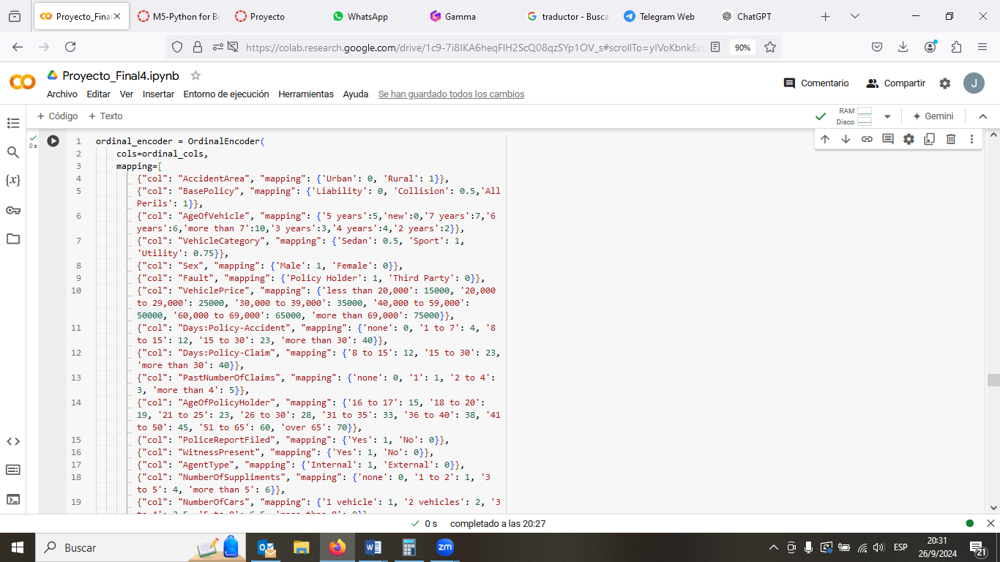 Proyecto_Final4
M5-Python for Bu
Proyecto
WhatsApp
Gamma
traductor - Busca
Telegram Web
ChatGPT
https://colab.research.google.com/drive/1c9-7i8IKA6heqFIH2ScQ08qzSYp1OV_s#scrollTo=yIVoKbnkEc
90%
Proyecto_Final4.ipynb
Comentario
Compartir
J
Archivo Editar Ver Insertar Entorno de ejecución Herramientas Ayuda Se han guardado todos los cambios
+ Código + Texto
RAM
Disco
Gemini
0 s
1 ordinal_encoder = OrdinalEncoder(
2 cols=ordinal_cols,
3 mapping=[
4 {"col": "AccidentArea", "mapping": {'Urban': 0, 'Rural': 1}},
5 {"col": "BasePolicy", "mapping": {'Liability': 0, 'Collision': 0.5,'All
Perils': 1}},
6 {"col": "AgeOfVehicle", "mapping": {'5 years':5,'new':0,'7 years':7,'6
years':6,'more than 7':10,'3 years':3,'4 years':4,'2 years':2}},
7 {"col": "VehicleCategory", "mapping": {'Sedan': 0.5, 'Sport': 1,
'Utility': 0.75}},
8 {"col": "Sex", "mapping": {'Male': 1, 'Female': 0}},
9 {"col": "Fault", "mapping": {'Policy Holder': 1, 'Third Party': 0}},
10 {"col": "VehiclePrice", "mapping": {'less than 20,000': 15000, '20,000
to 29,000': 25000, '30,000 to 39,000': 35000, '40,000 to 59,000':
50000, '60,000 to 69,000': 65000, 'more than 69,000': 75000}},
11 {"col": "Days:Policy-Accident", "mapping": {'none': 0, '1 to 7': 4, '8
to 15': 12, '15 to 30': 23, 'more than 30': 40}},
12 {"col": "Days:Policy-Claim", "mapping": {'8 to 15': 12, '15 to 30': 23,
'more than 30': 40}},
13 {"col": "PastNumberOfClaims", "mapping": {'none': 0, '1': 1, '2 to 4':
3, 'more than 4': 5}},
14 {"col": "AgeOfPolicyHolder", "mapping": {'16 to 17': 15, '18 to 20':
19, '21 to 25': 23, '26 to 30': 28, '31 to 35': 33, '36 to 40': 38, '41
to 50': 45, '51 to 65': 60, 'over 65': 70}},
15 {"col": "PoliceReportFiled", "mapping": {'Yes': 1, 'No': 0}},
16 {"col": "WitnessPresent", "mapping": {'Yes': 1, 'No': 0}},
17 {"col": "AgentType", "mapping": {'Internal': 1, 'External': 0}},
18 {"col": "NumberOfSuppliments", "mapping": {'none': 0, '1 to 2': 1, '3
to 5': 4, 'more than 5': 6}},
19 {"col": "NumberOfCars", "mapping": {'1 vehicle': 1, '2 vehicles': 2, '3
0 s completado a las 20:27
Buscar
ESP
20:31
26/9/2024
21